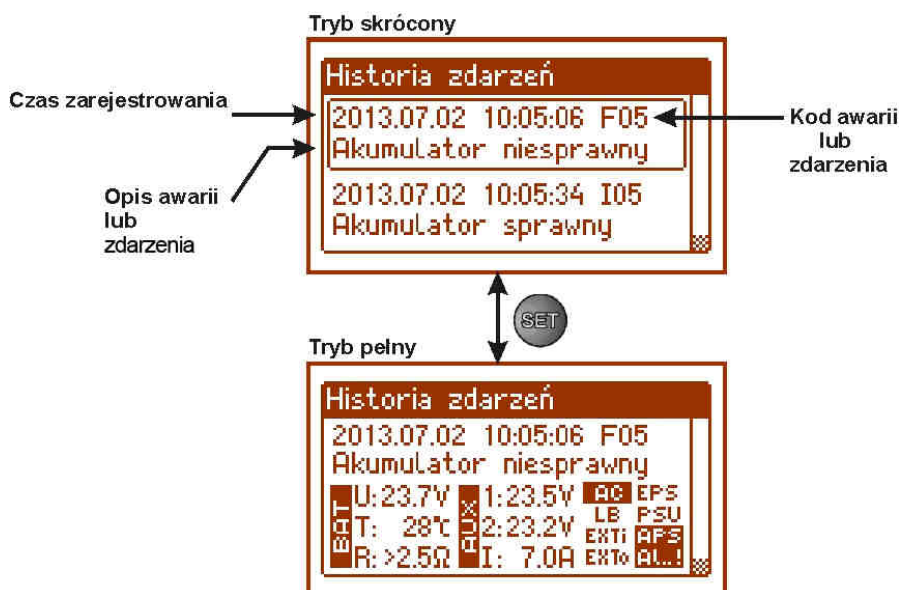 Tryb skrócony
Historia zdarzeń
Czas zarejestrowania
2013.07.02 10:05:06 F05
Kod awarii
lub
zdarzenia
Akumulator niesprawny
Opis awarii
lub
zdarzenia
2013.07.02 10:05:34 I05
Akumulator sprawny
SET
Tryb pełny
Historia zdarzeń
2013.07.02 10:05:06 F05
Akumulator niesprawny
BAT U:23.7V AUX 1:23.5V AC EPS
T: 28℃ 2:23.2V LB PSU
R: >2.5Ω I: 7.0A EXTi APS
EXTo AL...!